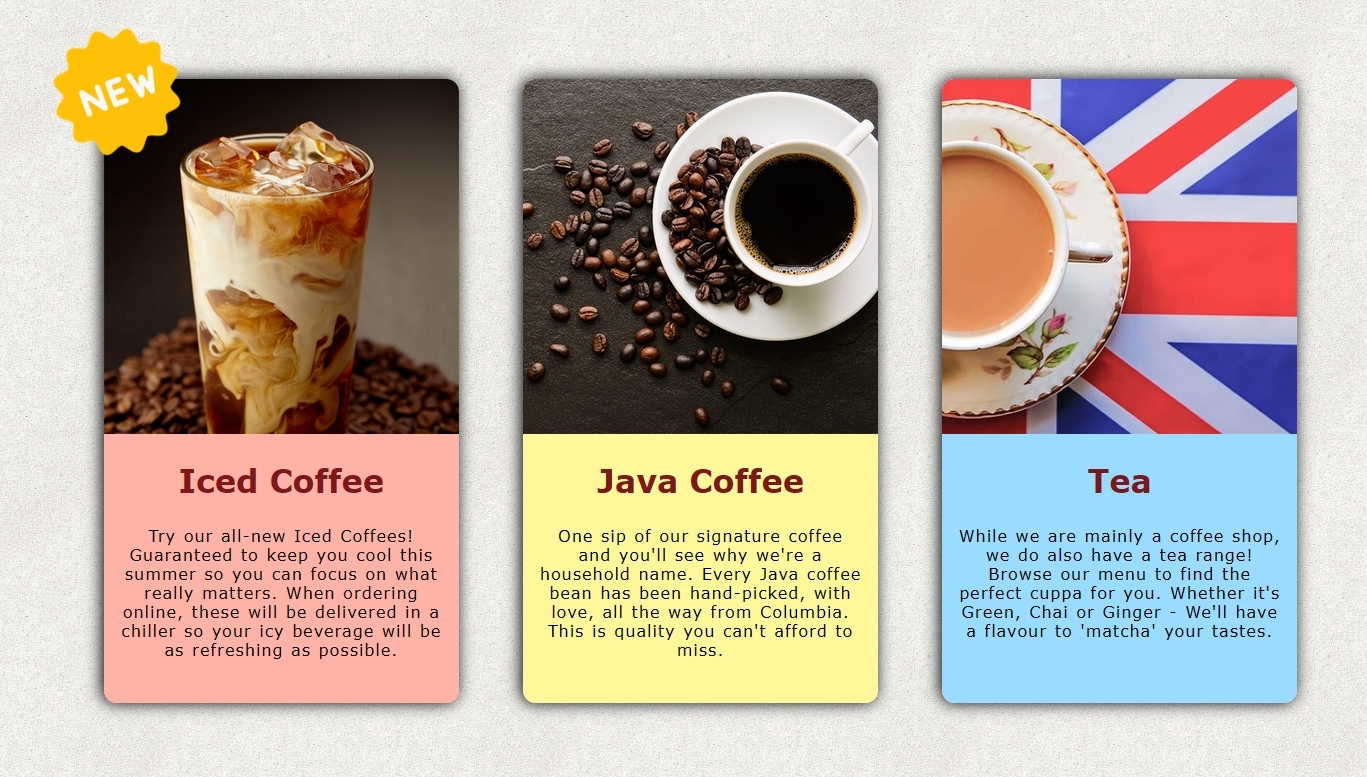 NEW
Iced Coffee
Try our all-new Iced Coffees!
Guaranteed to keep you cool this
summer so you can focus on what
really matters. When ordering
online, these will be delivered in a
chiller so your icy beverage will be
as refreshing as possible.
Java Coffee
One sip of our signature coffee
and you'll see why we're a
household name. Every Java coffee
bean has been hand-picked, with
love, all the way from Columbia.
This is quality you can't afford to
miss.
Tea
While we are mainly a coffee shop,
we do also have a tea range!
Browse our menu to find the
perfect cuppa for you. Whether it's
Green, Chai or Ginger - We'll have
a flavour to 'matcha' your tastes.